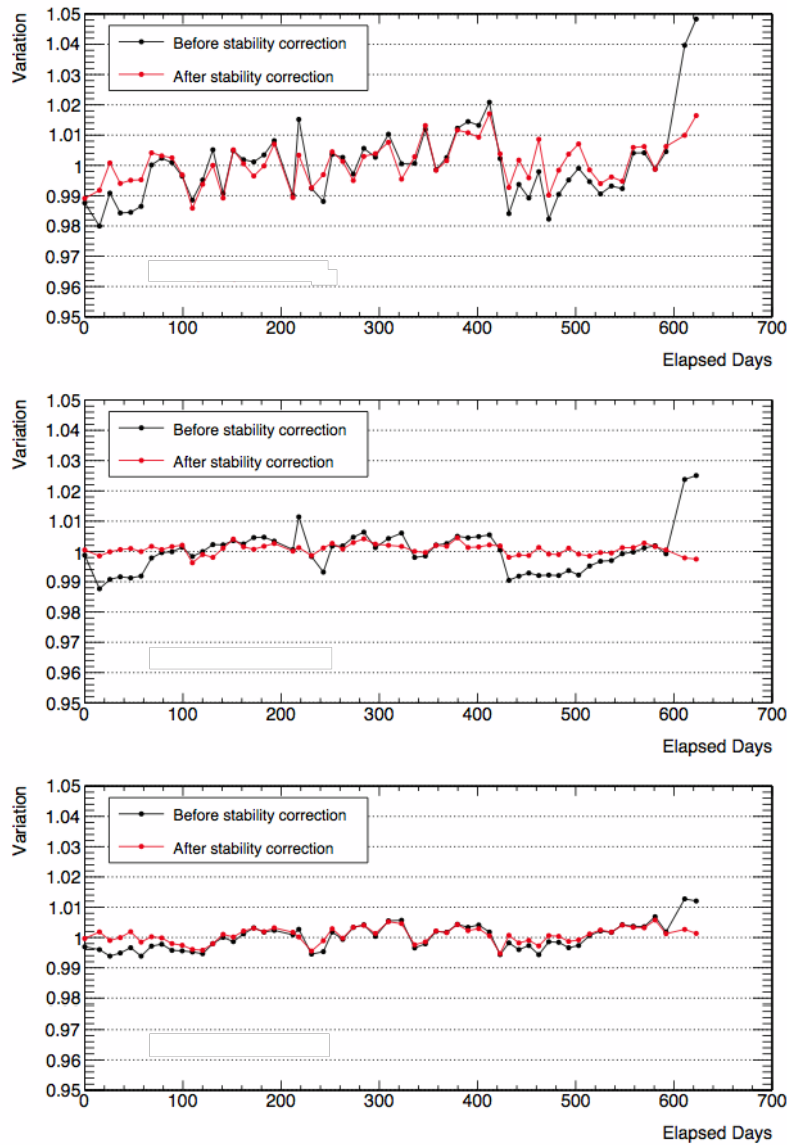 Variation
1.05
1.04
1.03
1.02
1.01
1
0.99
0.98
0.97
0.96
0.95
Before stability correction
After stability correction
0 100 200 300 400 500 600 700
Elapsed Days
Variation
1.05
1.04
1.03
1.02
1.01
1
0.99
0.98
0.97
0.96
0.95
Before stability correction
After stability correction
0 100 200 300 400 500 600 700
Elapsed Days
Variation
1.05
1.04
1.03
1.02
1.01
1
0.99
0.98
0.97
0.96
0.95
Before stability correction
After stability correction
0 100 200 300 400 500 600 700
Elapsed Days